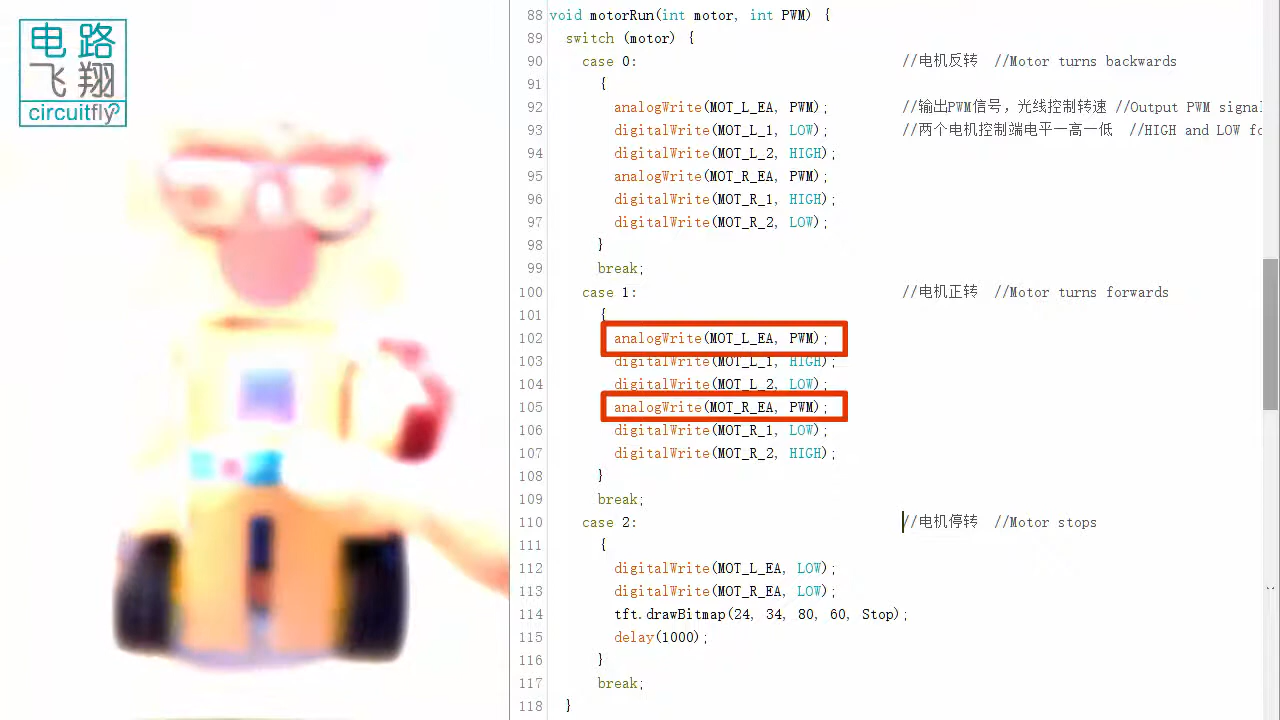 电路
飞翔
circuitfly
88 void motorRun(int motor, int PWM) {
89 switch (motor) {
90 case 0: //电机反转 //Motor turns backwards
91 {
92 analogWrite(MOT_L_EA, PWM); //输出PWM信号，光线控制转速 //Output PWM signal
93 digitalWrite(MOT_L_1, LOW); //两个电机控制端电平一高一低 //HIGH and LOW fo
94 digitalWrite(MOT_L_2, HIGH);
95 analogWrite(MOT_R_EA, PWM);
96 digitalWrite(MOT_R_1, HIGH);
97 digitalWrite(MOT_R_2, LOW);
98 }
99 break;
100 case 1: //电机正转 //Motor turns forwards
101 {
102 analogWrite(MOT_L_EA, PWM);
103 digitalWrite(MOT_L_1, HIGH);
104 digitalWrite(MOT_L_2, LOW);
105 analogWrite(MOT_R_EA, PWM);
106 digitalWrite(MOT_R_1, LOW);
107 digitalWrite(MOT_R_2, HIGH);
108 }
109 break;
110 case 2: //电机停转 //Motor stops
111 {
112 digitalWrite(MOT_L_EA, LOW);
113 digitalWrite(MOT_R_EA, LOW);
114 tft.drawBitmap(24, 34, 80, 60, Stop);
115 delay(1000);
116 }
117 break;
118 }